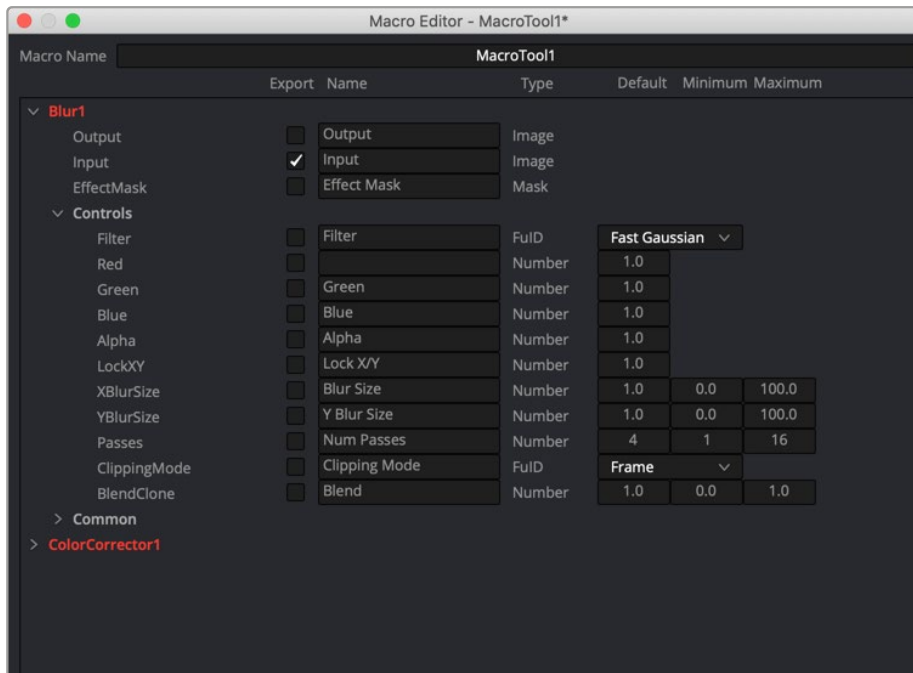 Macro Editor - MacroTool1*
Macro Name MacroTool1
Export Name Type Default Minimum Maximum
Blur1
Output Output Image
Input Input Image
EffectMask Effect Mask Mask
Controls
Filter Filter FuID Fast Gaussian
Red Number 1.0
Green Green Number 1.0
Blue Blue Number 1.0
Alpha Alpha Number 1.0
LockXY Lock X/Y Number 1.0
XBlurSize Blur Size Number 1.0 0.0 100.0
YBlurSize Y Blur Size Number 1.0 0.0 100.0
Passes Num Passes Number 4 1 16
ClippingMode Clipping Mode FuID Frame
BlendClone Blend Number 1.0 0.0 1.0
Common
ColorCorrector1